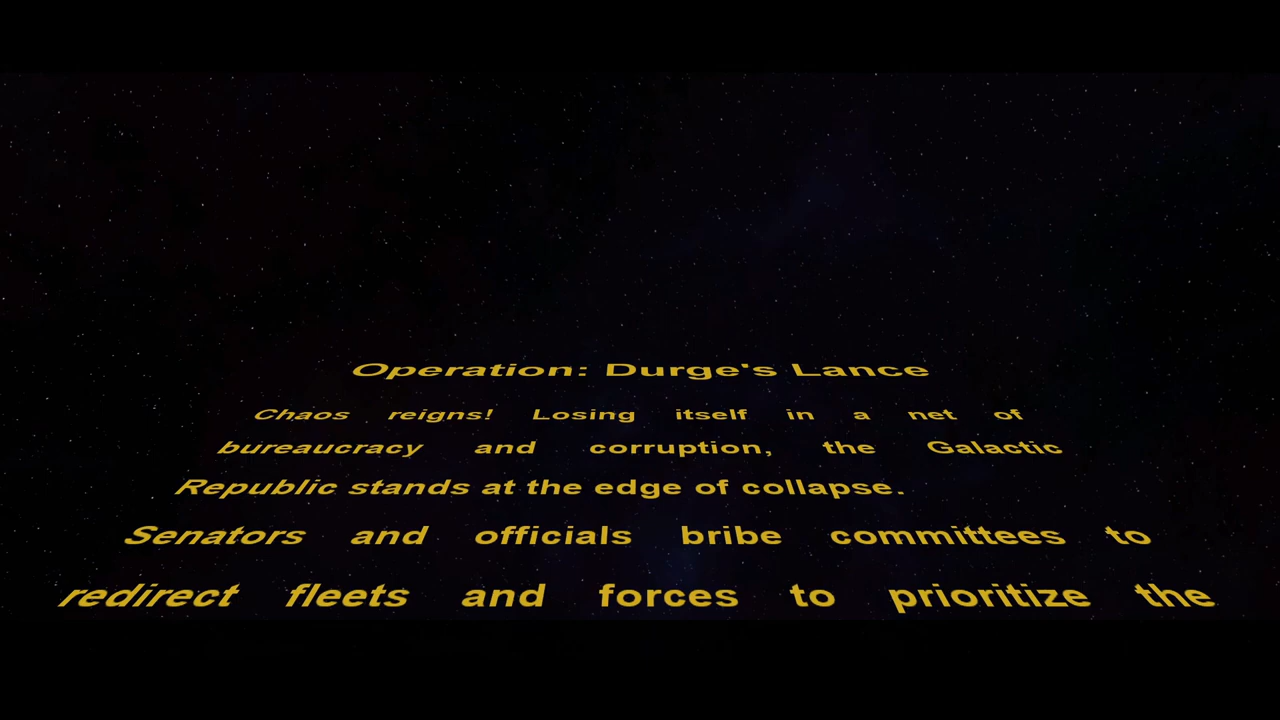 Operation: Durge's Lance
Chaos reigns! Losing itself in a net of
bureaucracy and corruption, the Galactic
Republic stands at the edge of collapse.
Senators and officials bribe committees to
redirect fleets and forces to prioritize the